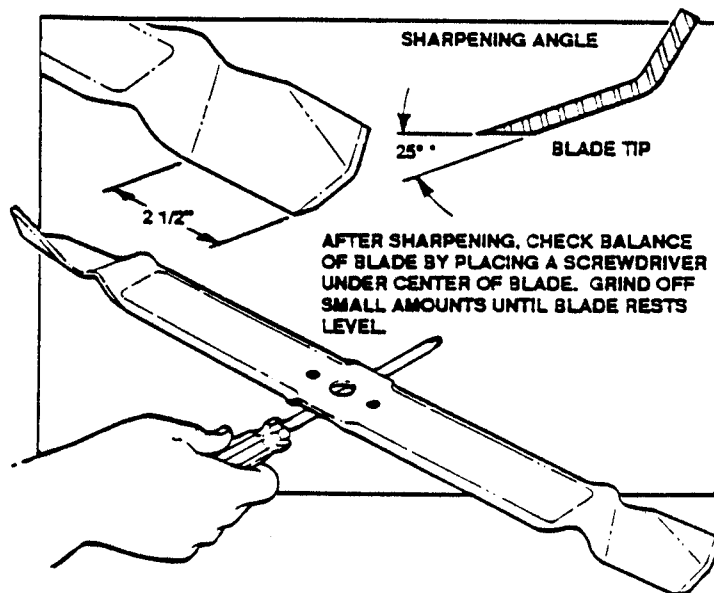 SHARPENING ANGLE
25°
BLADE TIP
2 1/2"
AFTER SHARPENING, CHECK BALANCE
OF BLADE BY PLACING A SCREWDRIVER
UNDER CENTER OF BLADE. GRIND OFF
SMALL AMOUNTS UNTIL BLADE RESTS
LEVEL.